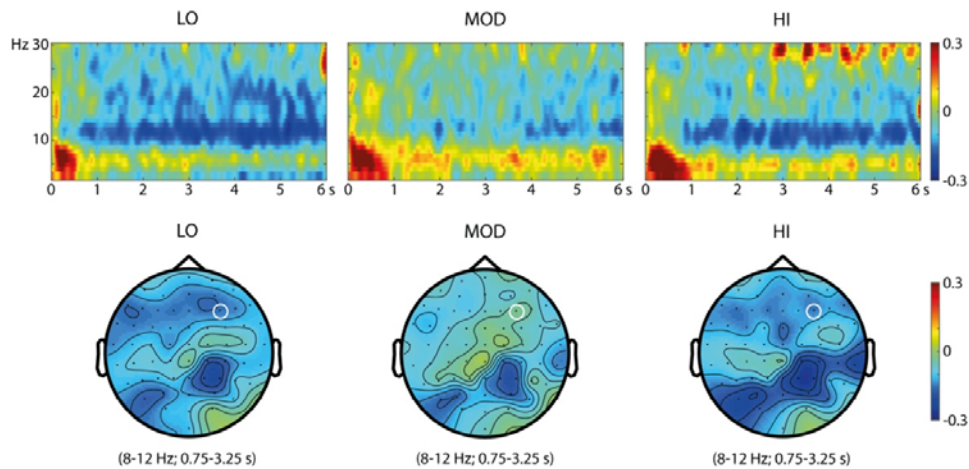 LO MOD HI
Hz 30
20
10
0 1 2 3 4 5 6 s
0 1 2 3 4 5 6 s
0 1 2 3 4 5 6 s
0.3
0
-0.3
LO MOD HI
0.3
0
-0.3
(8-12 Hz; 0.75-3.25 s) (8-12 Hz; 0.75-3.25 s) (8-12 Hz; 0.75-3.25 s)